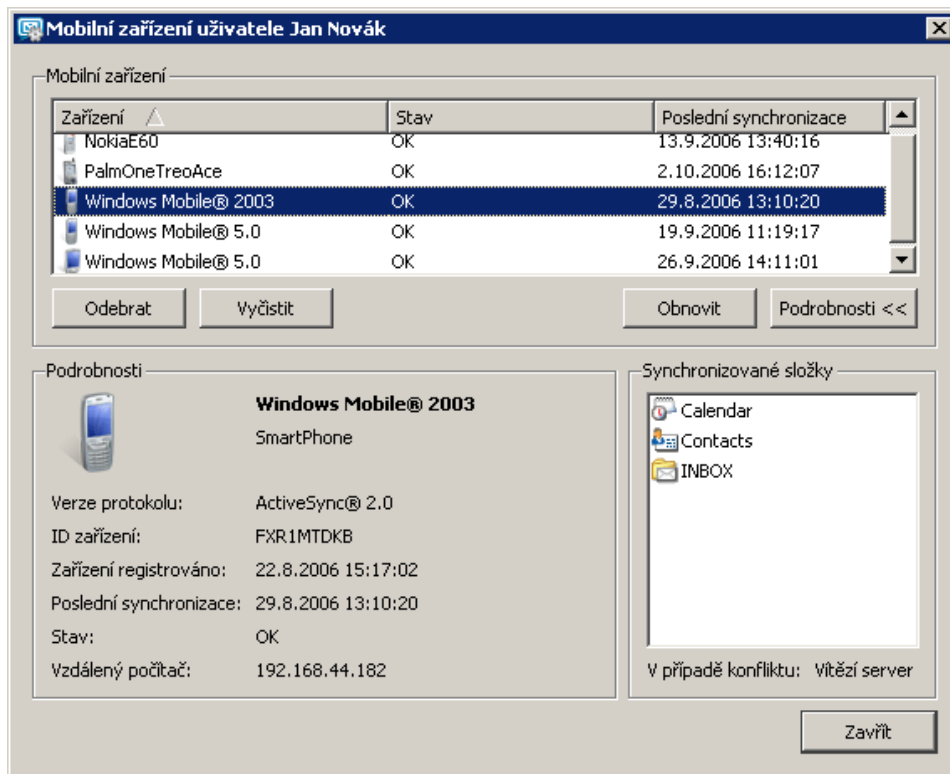 Mobilní zařízení uživatele Jan Novák
Mobilní zařízení
Zařízení Stav Poslední synchronizace
NokiaE60 OK 13.9.2006 13:40:16
PalmOneTreoAce OK 2.10.2006 16:12:07
Windows Mobile® 2003 OK 29.8.2006 13:10:20
Windows Mobile® 5.0 OK 19.9.2006 11:19:17
Windows Mobile® 5.0 OK 26.9.2006 14:11:01
Odebrat Vyčistit Obnovit Podrobnosti <<
Podrobnosti
Windows Mobile® 2003
SmartPhone
Verze protokolu: ActiveSync® 2.0
ID zařízení: FXR1MTDKB
Zařízení registrováno: 22.8.2006 15:17:02
Poslední synchronizace: 29.8.2006 13:10:20
Stav: OK
Vzdálený počítač: 192.168.44.182
Synchronizované složky
Calendar
Contacts
INBOX
V případě konfliktu: Vítězí server
Zavřít